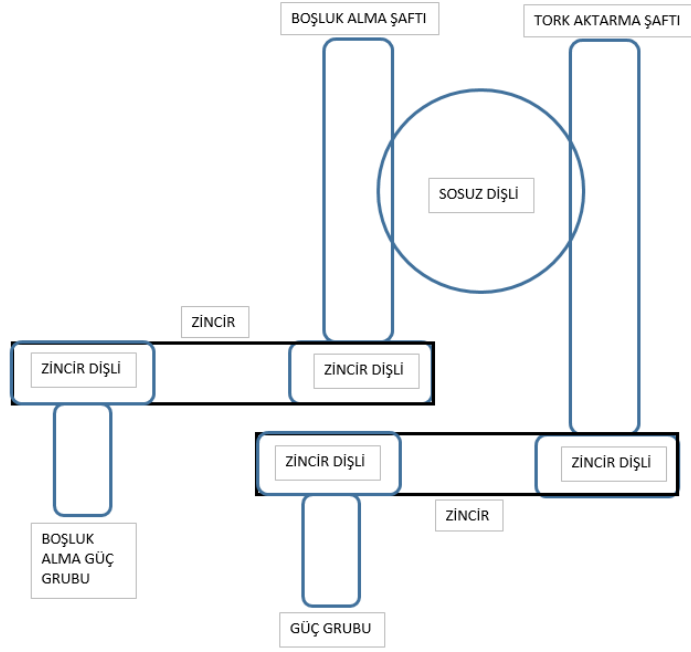 BOŞLUK ALMA ŞAFTI
TORK AKTARMA ŞAFTI
SOSUZ DİŞLİ
ZİNCİR
ZİNCİR DİŞLİ
ZİNCİR DİŞLİ
ZİNCİR DİŞLİ
ZİNCİR DİŞLİ
ZİNCİR
BOŞLUK
ALMA GÜÇ
GRUBU
GÜÇ GRUBU